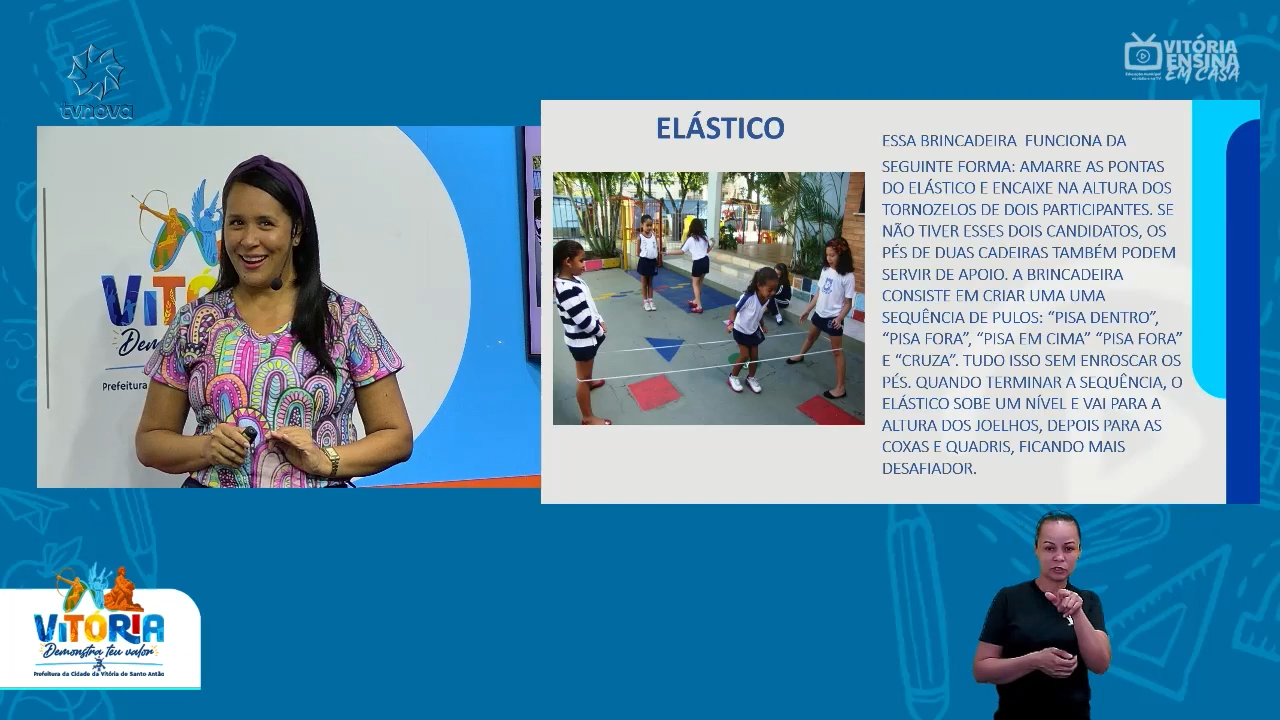 tvnova
VITÓRIA
ENSINA
EM CASA
ELÁSTICO
ESSA BRINCADEIRA FUNCIONA DA
SEGUINTE FORMA: AMARRE AS PONTAS
DO ELÁSTICO E ENCAIXE NA ALTURA DOS
TORNOZELOS DE DOIS PARTICIPANTES. SE
NÃO TIVER ESSES DOIS CANDIDATOS, OS
PÉS DE DUAS CADEIRAS TAMBÉM PODEM
SERVIR DE APOIO. A BRINCADEIRA
CONSISTE EM CRIAR UMA UMA
SEQUÊNCIA DE PULOS: “PISA DENTRO”,
“PISA FORA”, “PISA EM CIMA” “PISA FORA”
E “CRUZA”. TUDO ISSO SEM ENROSCAR OS
PÉS. QUANDO TERMINAR A SEQUÊNCIA, O
ELÁSTICO SOBE UM NÍVEL E VAI PARA A
ALTURA DOS JOELHOS, DEPOIS PARA AS
COXAS E QUADRIS, FICANDO MAIS
DESAFIADOR.
Prefeitura
VITÓRIA
Demonstra teu valor
Prefeitura da Cidade da Vitória de Santo Antão